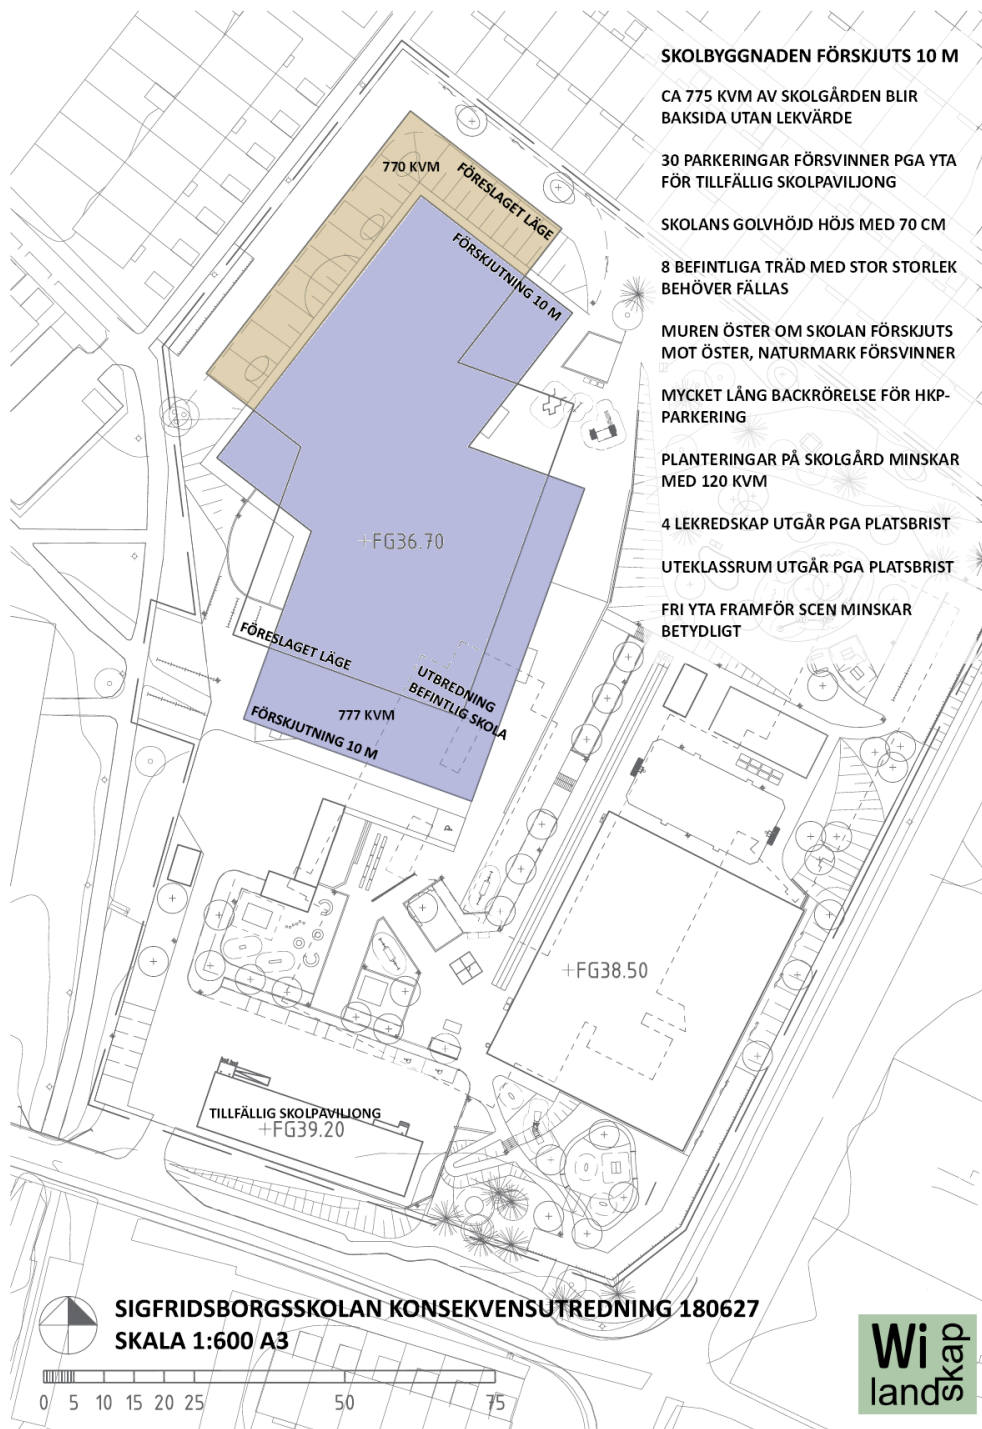 SKOLBYGGNADEN FÖRSKJUTS 10 M
CA 775 KVM AV SKOLGÅRDEN BLIR
BAKSIDA UTAN LEKVÄRDE
30 PARKERINGAR FÖRSVINNER PGA YTA
FÖR TILLFÄLLIG SKOLPAVILJONG
SKOLANS GOLVHÖJD HÖJS MED 70 CM
8 BEFINTLIGA TRÄD MED STOR STORLEK
BEHÖVER FÄLLAS
MUREN ÖSTER OM SKOLAN FÖRSKJUTS
MOT ÖSTER, NATURMARK FÖRSVINNER
MYCKET LÅNG BACKRÖRELSE FÖR HKP-
PARKERING
PLANTERINGAR PÅ SKOLGÅRD MINSKAR
MED 120 KVM
4 LEKREDSKAP UTGÅR PGA PLATSBRIST
UTEKLASSRUM UTGÅR PGA PLATSBRIST
FRI YTA FRAMFÖR SCEN MINSKAR
BETYDLIGT
770 KVM
FÖRESLAGET LÄGE
FÖRSKJUTNING 10 M
FG36.70
FÖRESLAGET LÄGE
UTBREDNING
BEFINTLIG SKOLA
777 KVM
FÖRSKJUTNING 10 M
P
FG38.50
TILLFÄLLIG SKOLPAVILJONG
FG39.20
SIGFRIDSBORGSSKOLAN KONSEKVENSUTREDNING 180627
SKALA 1:600 A3
0 5 10 15 20 25 50 75
Wi
landskap